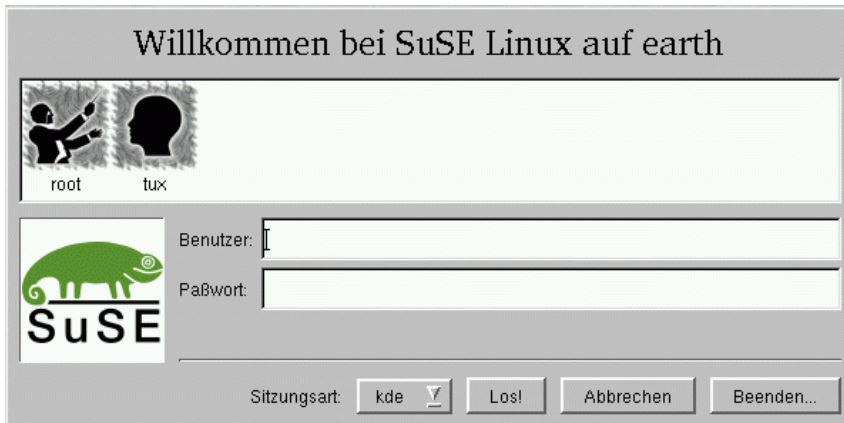 Willkommen bei SuSE Linux auf earth
root tux
Benutzer:
Paßwort:
SuSE
Sitzungsart: kde Los! Abbrechen Beenden...